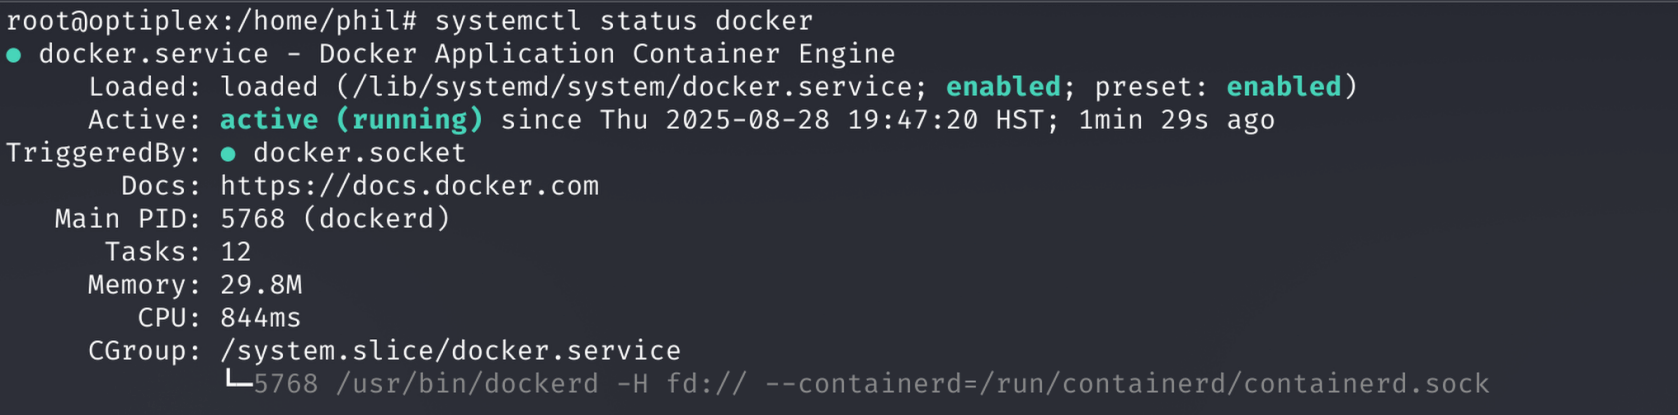 root@optiplex:/home/phil# systemctl status docker
● docker.service - Docker Application Container Engine
Loaded: loaded (/lib/systemd/system/docker.service; enabled; preset: enabled)
Active: active (running) since Thu 2025-08-28 19:47:20 HST; 1min 29s ago
TriggeredBy: ● docker.socket
Docs: https://docs.docker.com
Main PID: 5768 (dockerd)
Tasks: 12
Memory: 29.8M
CPU: 844ms
CGroup: /system.slice/docker.service
└─5768 /usr/bin/dockerd -H fd:// --containerd=/run/containerd/containerd.sock